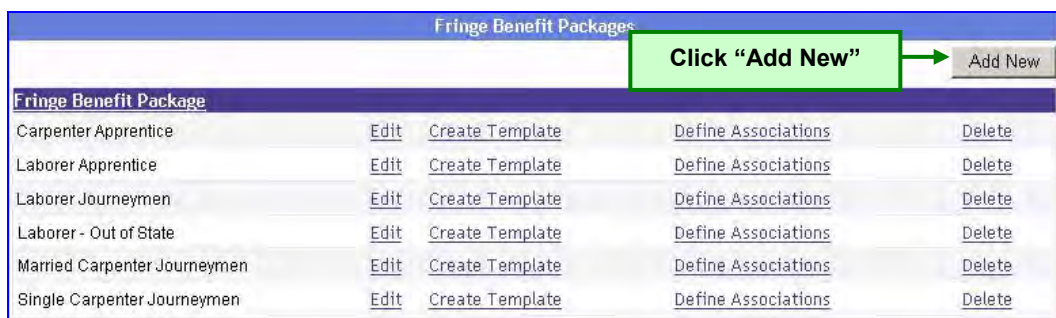 Fringe Benefit Packages
Click “Add New”
Add New
Fringe Benefit Package
Carpenter Apprentice Edit Create Template Define Associations Delete
Laborer Apprentice Edit Create Template Define Associations Delete
Laborer Journeymen Edit Create Template Define Associations Delete
Laborer - Out of State Edit Create Template Define Associations Delete
Married Carpenter Journeymen Edit Create Template Define Associations Delete
Single Carpenter Journeymen Edit Create Template Define Associations Delete